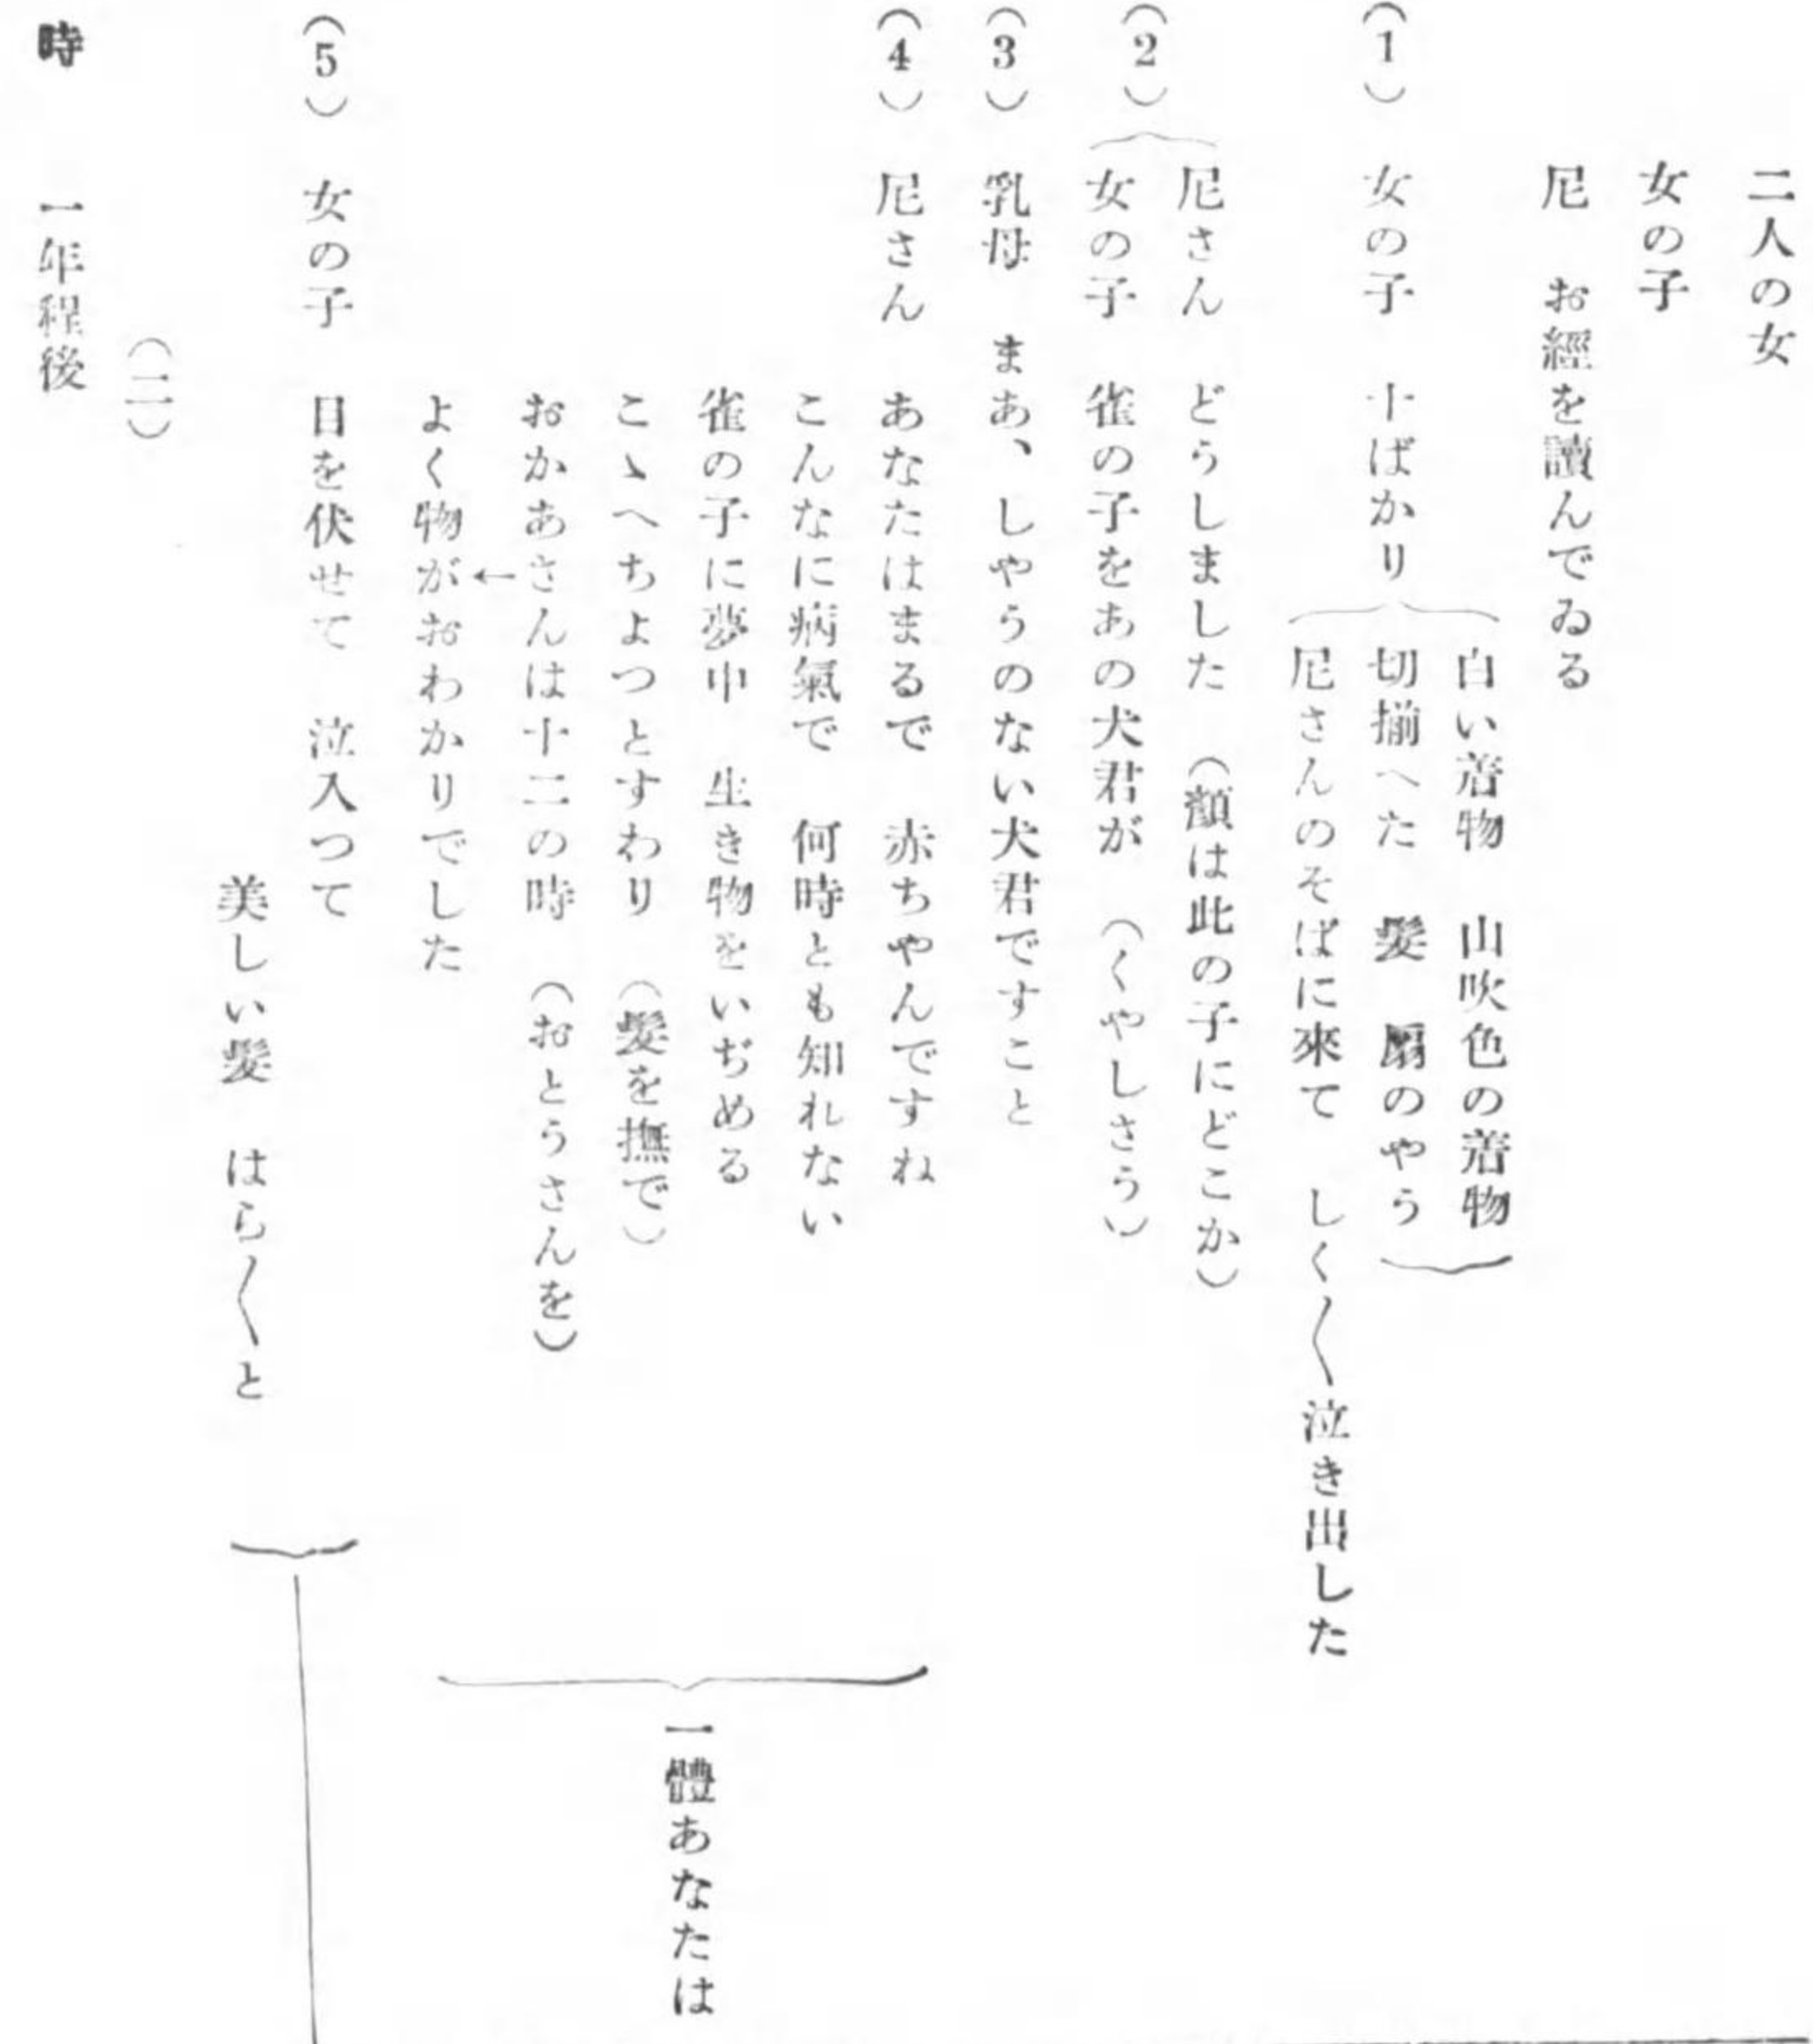 二人の女
女の子
尼　お經を讀んでゐる
（1）　女の子　十ばかり
白い着物　山吹色の着物
切揃へた　髮　扇のやう
尼さんのそばに來て　しく〱泣き出した
（2）
尼さん　どうしました　（顏は此の子にどこか）
女の子　雀の子をあの犬君が　（くやしさう）
（3）　乳母　まあ、しやうのない犬君ですこと
（4）　尼さん　あなたはまるで　赤ちやんですね
こんなに病氣で　何時とも知れない
雀の子に夢中　生き物をいぢめる
こゝへちよつとすわり　（髮を撫で）
おかあさんは十二の時　（おとうさんを）
↓
よく物がおわかりでした
一體あなたは
（5）　女の子　目を伏せて　泣入つて
美しい髮　はら〱と
（二）
時　一年程後